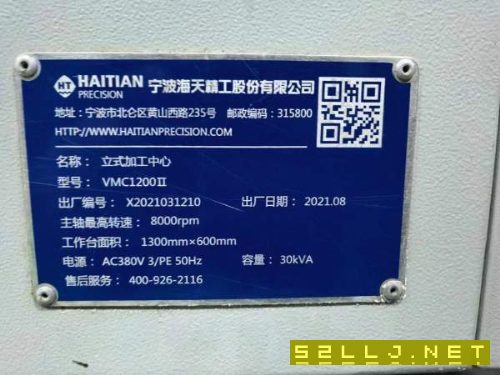 HT HAITIAN PRECISION 宁波海天精工股份有限公司
地址：宁波市北仑区黄山西路235号 邮政编码：315800
HTTP://WWW.HAITIANPRECISION.COM
名称： 立式加工中心
型号： VMC1200Ⅱ
出厂编号： X2021031210 出厂日期： 2021.08
主轴最高转速： 8000rpm
工作台面积： 1300mm×600mm
电源： AC380V 3/PE 50Hz 容量： 30kVA
售后服务： 400-926-2116
52LLJ.NET